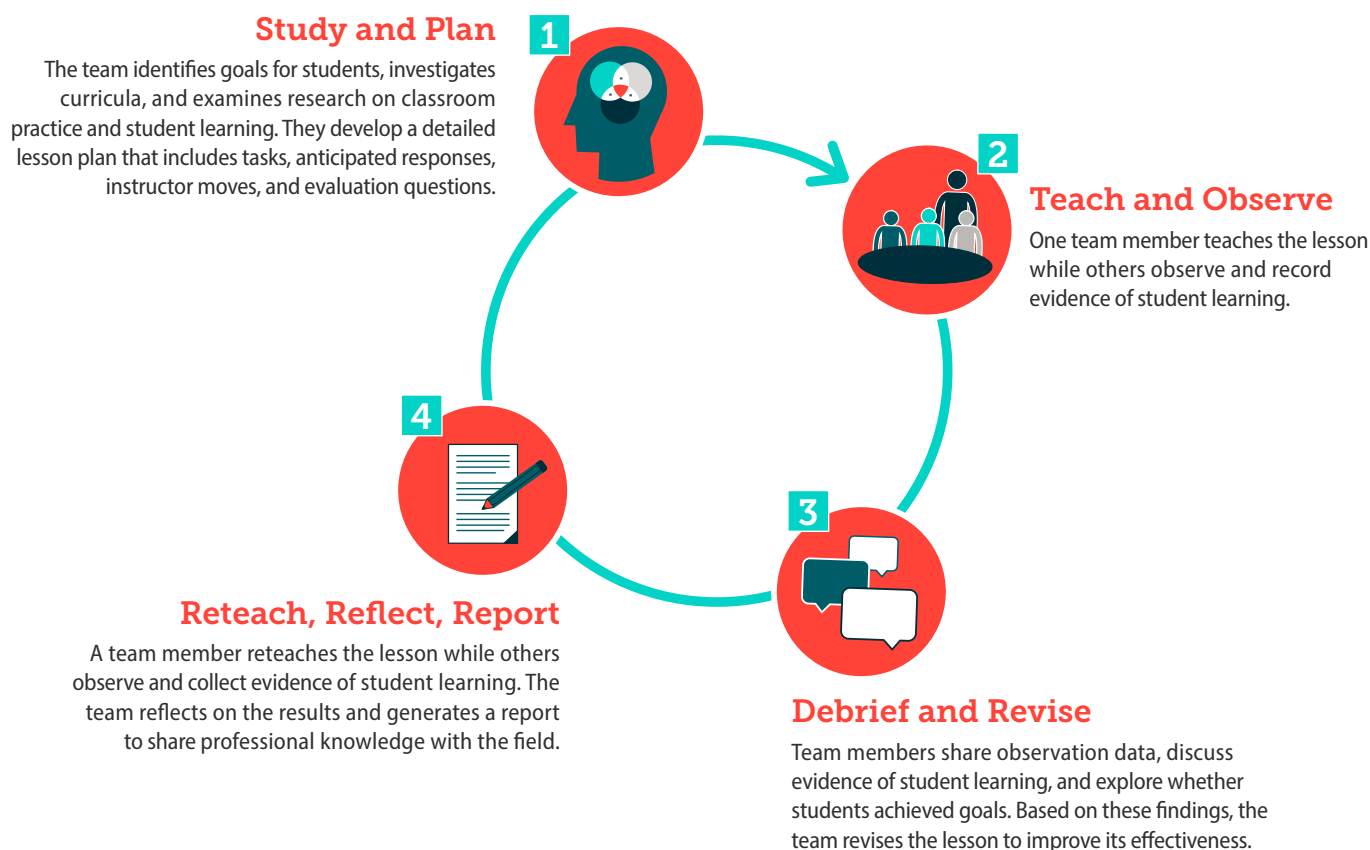 1
Study and Plan
The team identifies goals for students, investigates
curricula, and examines research on classroom
practice and student learning. They develop a detailed
lesson plan that includes tasks, anticipated responses,
instructor moves, and evaluation questions.
2
Teach and Observe
One team member teaches the lesson
while others observe and record
evidence of student learning.
3
Debrief and Revise
Team members share observation data, discuss
evidence of student learning, and explore whether
students achieved goals. Based on these findings, the
team revises the lesson to improve its effectiveness.
4
Reteach, Reflect, Report
A team member reteaches the lesson while others
observe and collect evidence of student learning. The
team reflects on the results and generates a report
to share professional knowledge with the field.